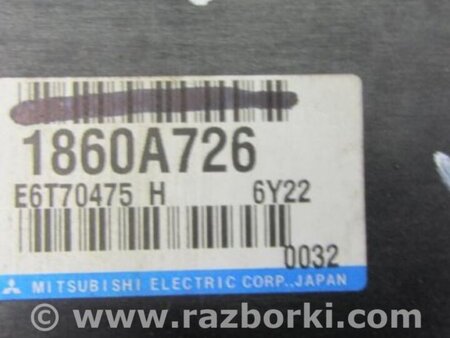 1860A726
E6T70475 H 6Y22
0032
MITSUBISHI ELECTRIC CORP., JAPAN
© www.razborki.com